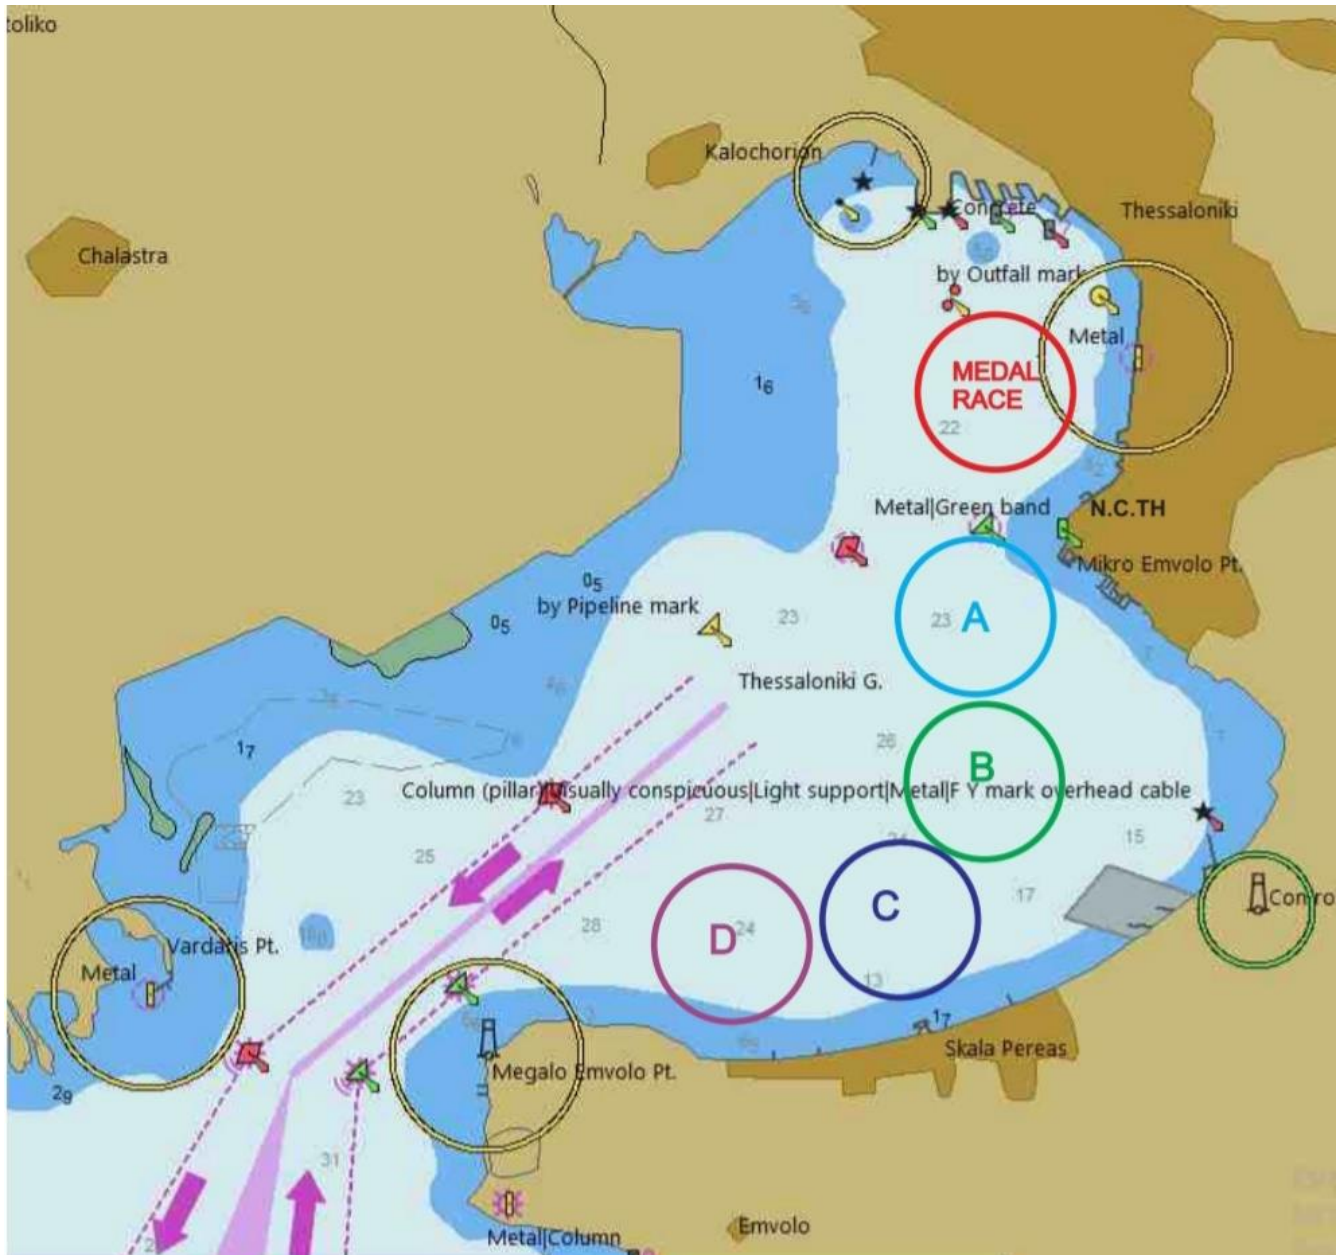 toliko
Kalochorion
Concrete
Thessaloniki
Chalastra
by Outfall mark
Metal
MEDAL
RACE
1₆
22
Metal|Green band
N.C.TH
Mikro Emvolo Pt.
0₅
by Pipeline mark
0₅
23
23
A
Thessaloniki G.
1₇
26
B
Column (pillar)|Visually conspicuous|Light support|Metal|F Y mark overhead cable
23
27
15
25
17
C
28
D
24
Contro
Vardaris Pt.
Metal
13
1₇
Skala Pereas
Megalo Emvolo Pt.
2₉
31
Metal|Column
Emvolo